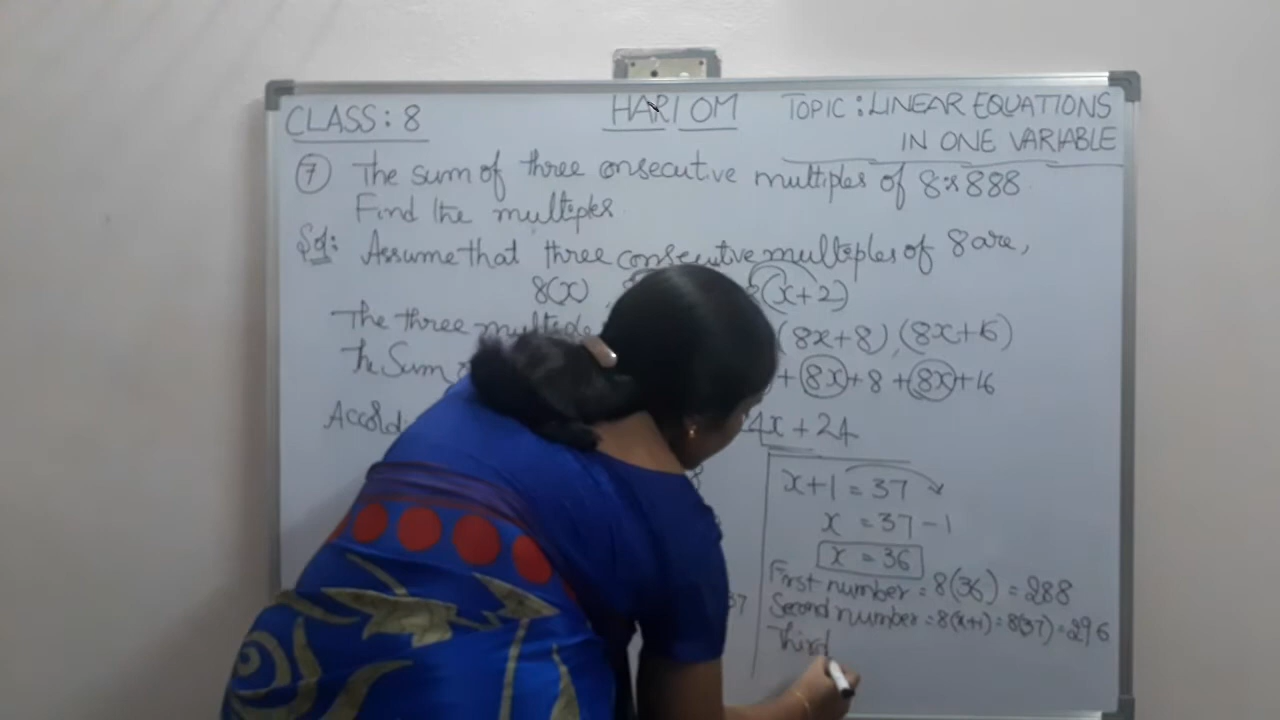 CLASS: 8
HARI OM
TOPIC: LINEAR EQUATIONS
IN ONE VARIABLE
7 The sum of three consecutive multiples of 8 is 888
Find the multiples
Sol: Assume that three consecutive multiples of 8 are,
8(x) , (x+2)
The three multiple (8x+8), (8x+16)
The Sum + 8x + 8 + 8x + 16
Accord 4x + 24
x+1 = 37
x = 37-1
x = 36
First number = 8(36) = 288
Second number = 8(x+1) = 8(37) = 296
Third
37